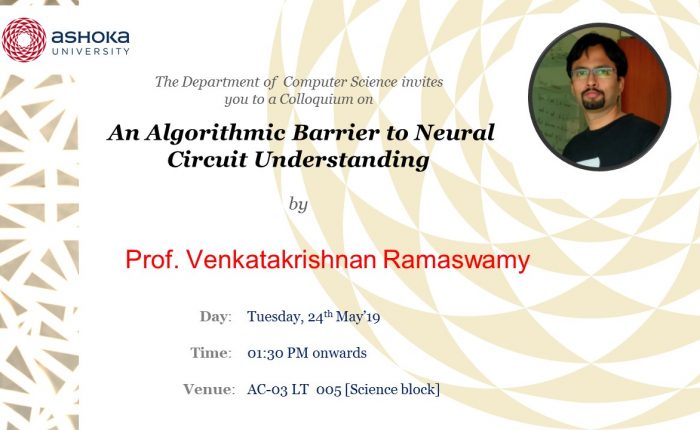 ASHOKA
UNIVERSITY
The Department of Computer Science invites
you to a Colloquium on
An Algorithmic Barrier to Neural
Circuit Understanding
by
Prof. Venkatakrishnan Ramaswamy
Day: Tuesday, 24th May'19
Time: 01:30 PM onwards
Venue: AC-03 LT 005 [Science block]